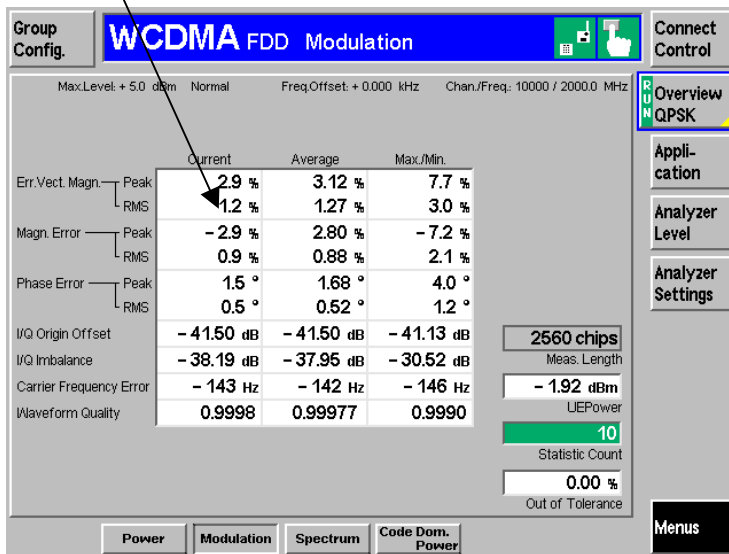 Group Config.
WCDMA FDD Modulation
Connect Control
Max.Level: + 5.0 dBm Normal Freq.Offset: + 0.000 kHz Chan./Freq.: 10000 / 2000.0 MHz
RUN
Overview QPSK
Current Average Max./Min.
Err.Vect. Magn. Peak 2.9 % 3.12 % 7.7 %
RMS 1.2 % 1.27 % 3.0 %
Magn. Error Peak – 2.9 % 2.80 % – 7.2 %
RMS 0.9 % 0.88 % 2.1 %
Phase Error Peak 1.5 ° 1.68 ° 4.0 °
RMS 0.5 ° 0.52 ° 1.2 °
I/Q Origin Offset – 41.50 dB – 41.50 dB – 41.13 dB
I/Q Imbalance – 38.19 dB – 37.95 dB – 30.52 dB
Carrier Frequency Error – 143 Hz – 142 Hz – 146 Hz
Waveform Quality 0.9998 0.99977 0.9990
2560 chips
Meas. Length
– 1.92 dBm
UEPower
10
Statistic Count
0.00 %
Out of Tolerance
Appli-
cation
Analyzer
Level
Analyzer
Settings
Power Modulation Spectrum Code Dom. Power
Menus